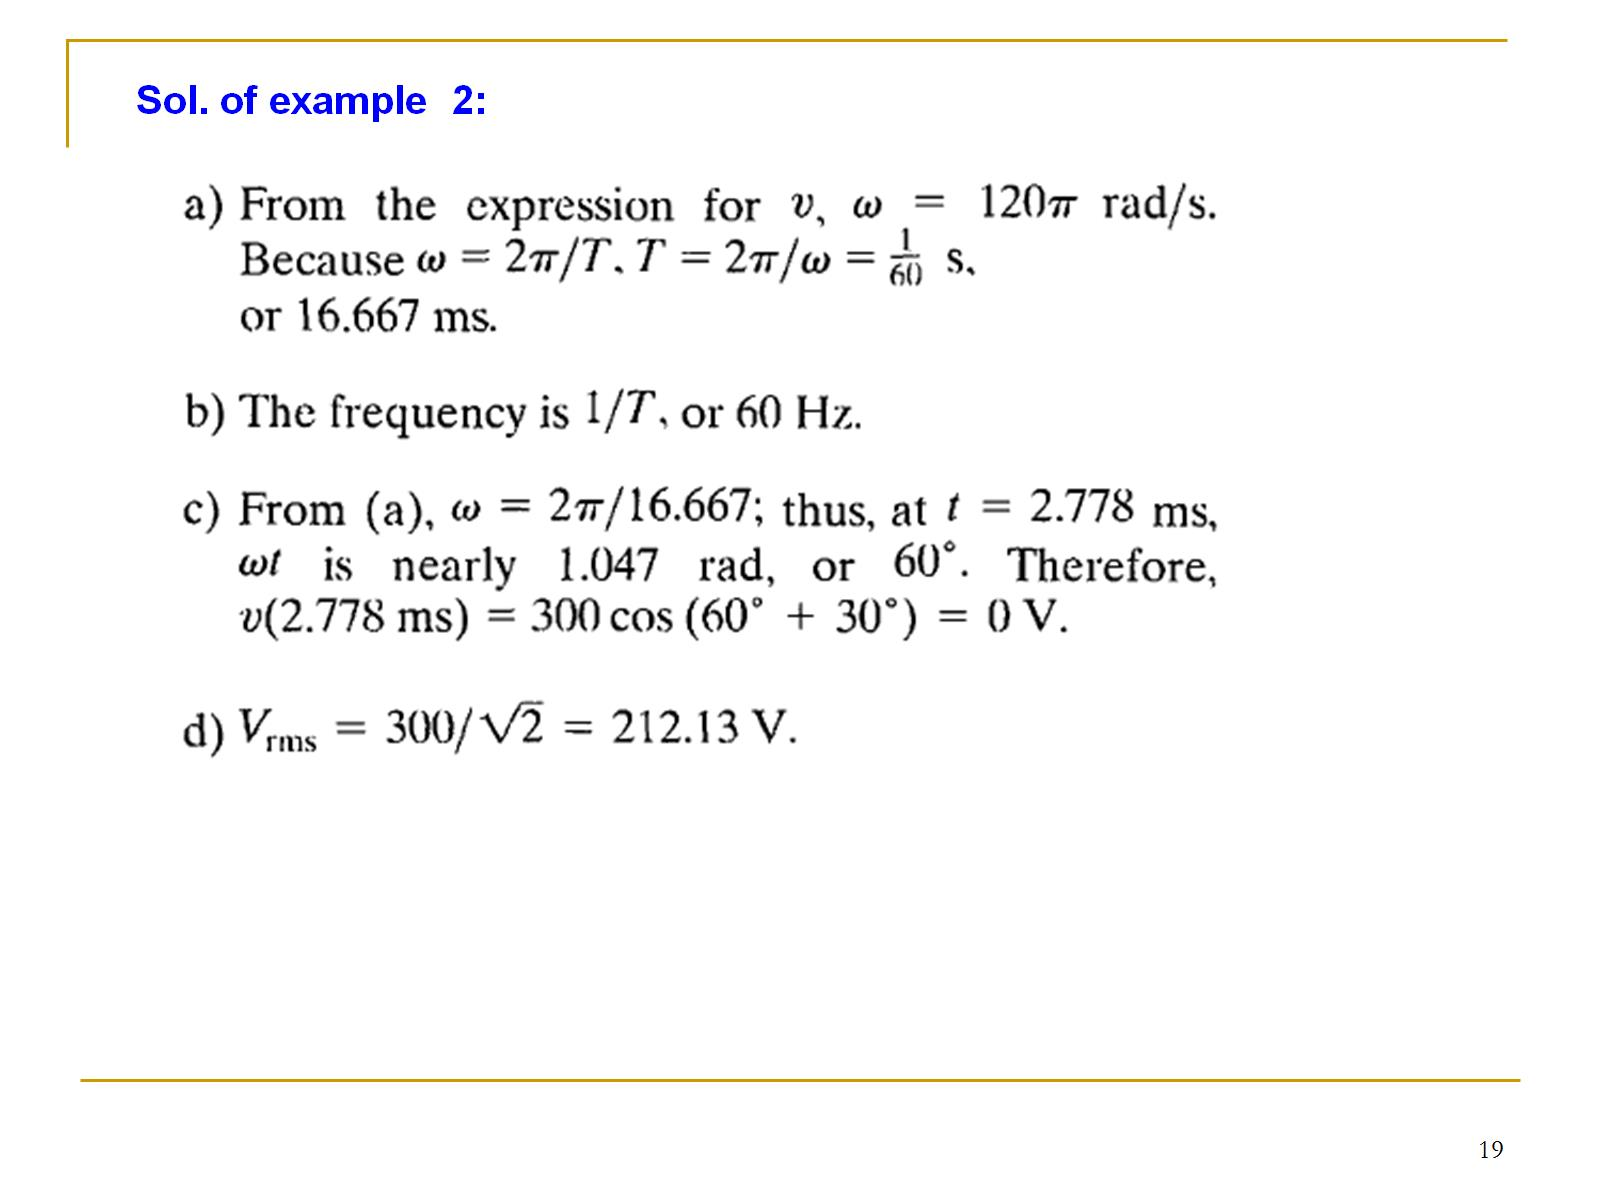 Sol. of example 2:
a) From the expression for v, ω = 120π rad/s.
Because ω = 2π/T, T = 2π/ω = 1/60 s,
or 16.667 ms.
b) The frequency is 1/T, or 60 Hz.
c) From (a), ω = 2π/16.667; thus, at t = 2.778 ms,
ωt is nearly 1.047 rad, or 60°. Therefore,
v(2.778 ms) = 300 cos (60° + 30°) = 0 V.
d) Vrms = 300/√2 = 212.13 V.
19